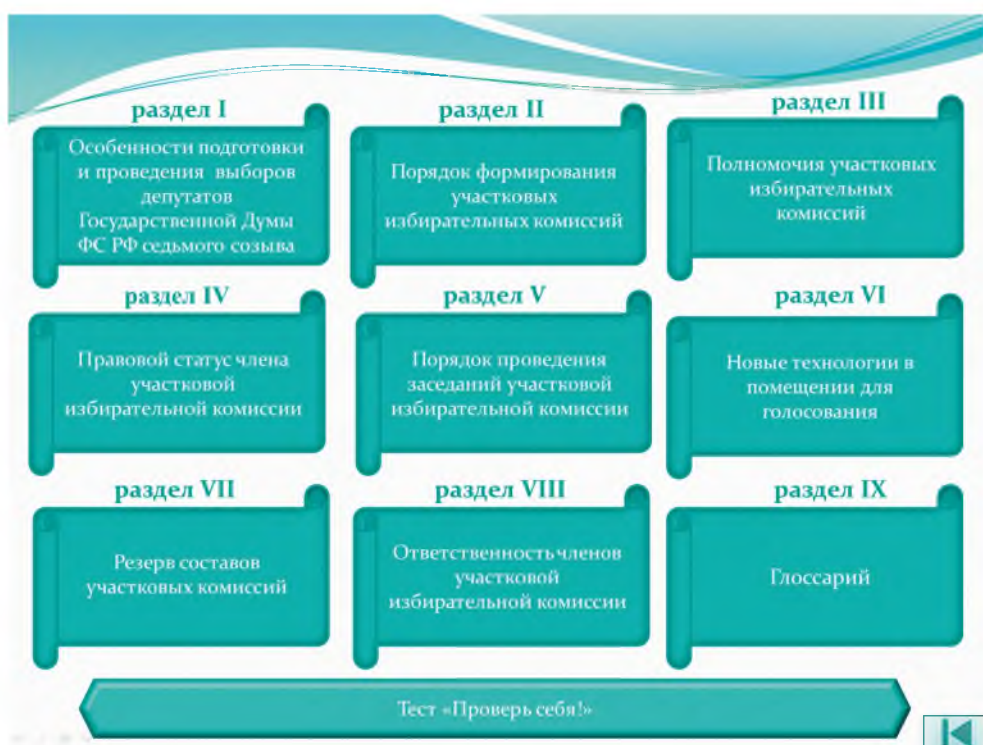 раздел I
Особенности подготовки
и проведения выборов
депутатов
Государственной Думы
ФС РФ седьмого созыва
раздел II
Порядок формирования
участковых
избирательных комиссий
раздел III
Полномочия участковых
избирательных
комиссий
раздел IV
Правовой статус члена
участковой
избирательной комиссии
раздел V
Порядок проведения
заседаний участковой
избирательной комиссии
раздел VI
Новые технологии в
помещении для
голосования
раздел VII
Резерв составов
участковых комиссий
раздел VIII
Ответственность членов
участковой
избирательной комиссии
раздел IX
Глоссарий
Тест «Проверь себя!»